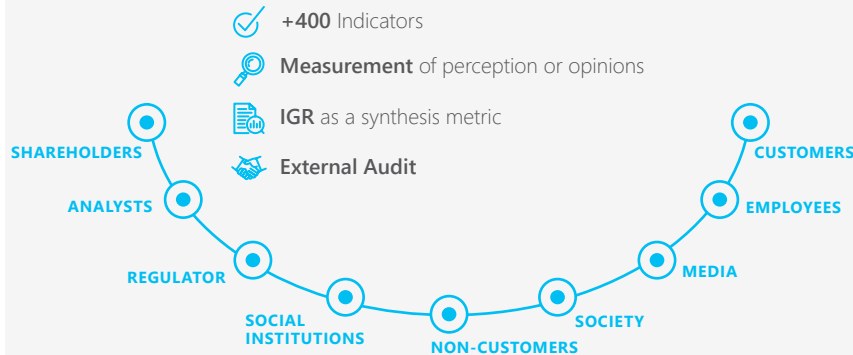 +400 Indicators
Measurement of perception or opinions
IGR as a synthesis metric
External Audit
SHAREHOLDERS
ANALYSTS
REGULATOR
SOCIAL
INSTITUTIONS
NON-CUSTOMERS
SOCIETY
MEDIA
EMPLOYEES
CUSTOMERS